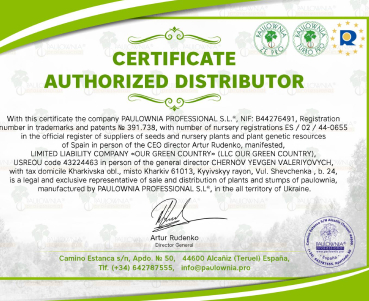 PAULOWNIA
CERTIFICATE
AUTHORIZED DISTRIBUTOR
With this certificate the company PAULOWNIA PROFESSIONAL S.L.®, NIF: B44276491, Registration
number in trademarks and patents № 391.738, with number of nursery registrations ES / 02 / 44-0655
in the official register of suppliers of seeds and nursery plants and plant genetic resources
of Spain in person of the CEO director Artur Rudenko, manifested,
LIMITED LIABILITY COMPANY «OUR GREEN COUNTRY» (LLC OUR GREEN COUNTRY),
USREOU code 43224463 in person of the general director CHERNOV YEVGEN VALERIYOVYCH,
with tax domicile Kharkivska obl., misto Kharkiv 61013, Kyyivskyy rayon, Vul. Shevchenka , b. 24,
is a legal and exclusive representative of sale and distribution of plants and stumps of paulownia,
manufactured by PAULOWNIA PROFESSIONAL S.L.®, in the all territory of Ukraine.
Artur Rudenko
Director General
Camino Estanca s/n, Apdo. № 50, 44600 Alcañiz (Teruel) España,
Tlf. (+34) 642787555, info@paulownia.pro
PAULOWNIA